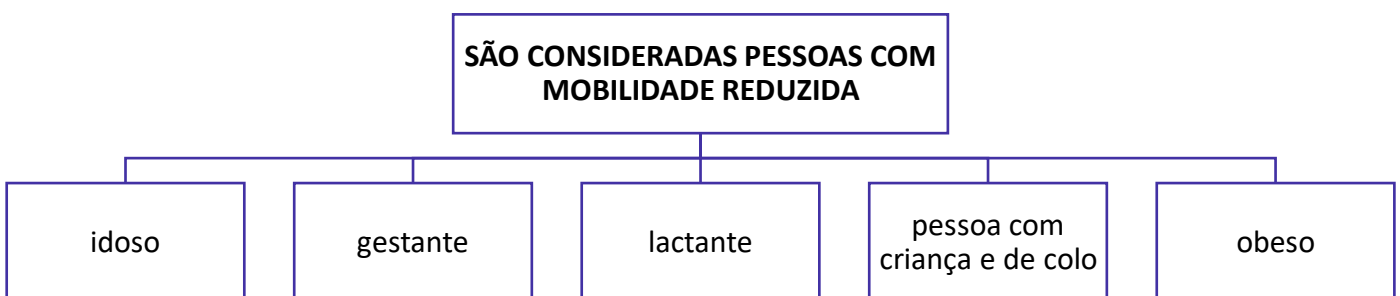 SÃO CONSIDERADAS PESSOAS COM
MOBILIDADE REDUZIDA
idoso
gestante
lactante
pessoa com
criança e de colo
obeso